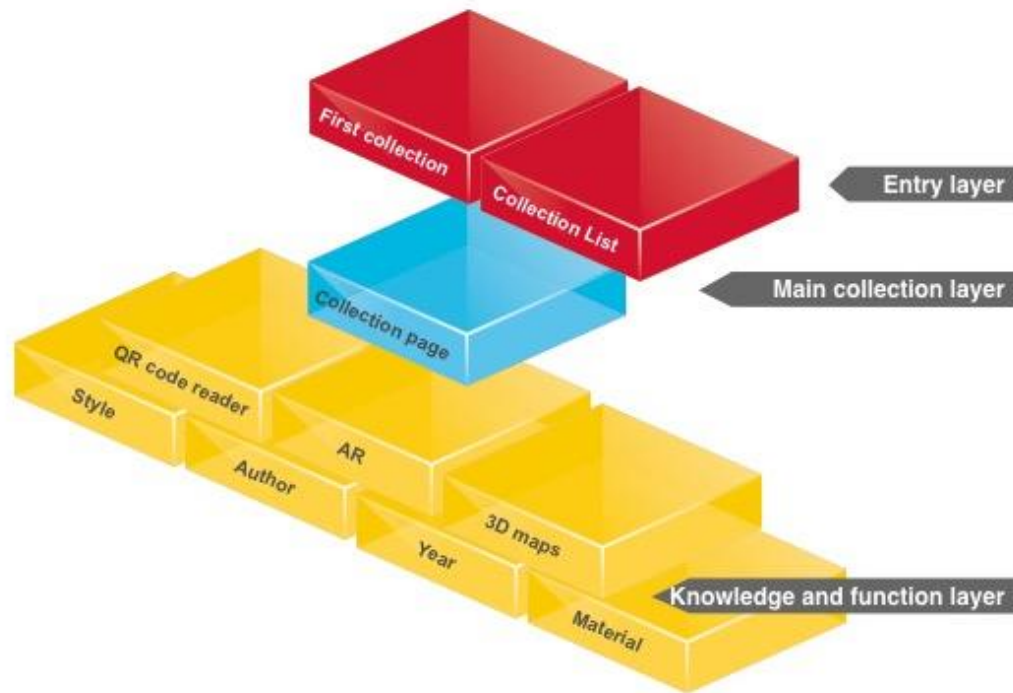 First collection
Collection List
Entry layer
Collection page
Main collection layer
QR code reader
Style
AR
Author
3D maps
Year
Knowledge and function layer
Material